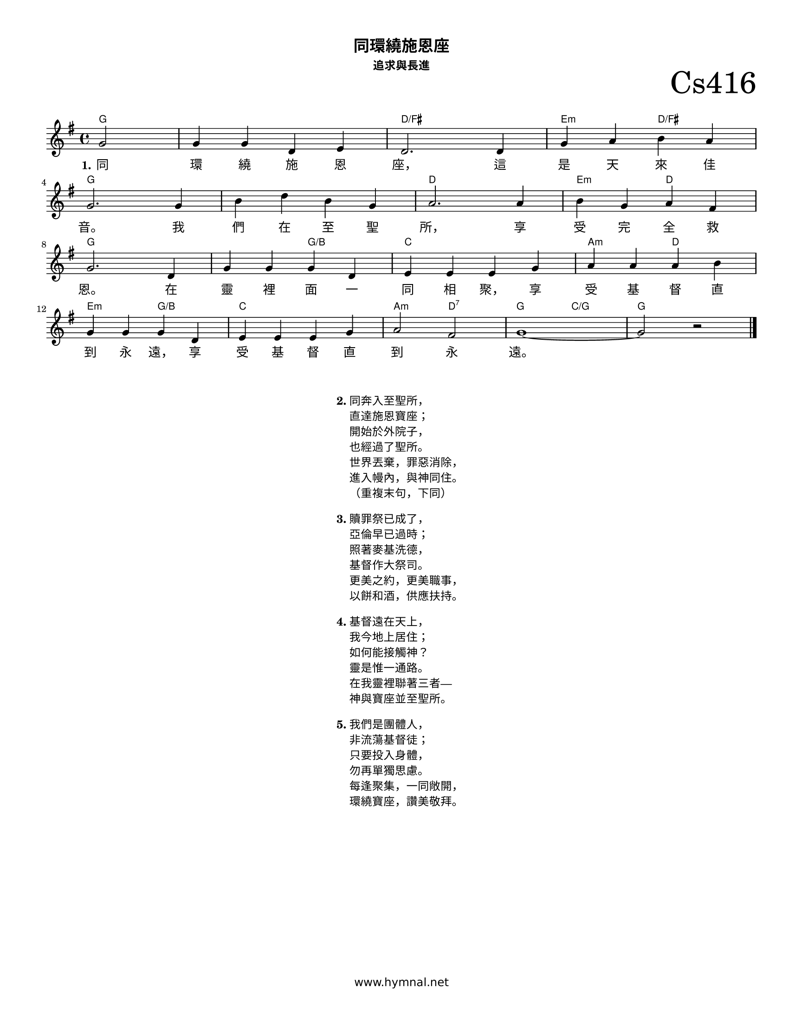 同環繞施恩座
追求與長進
Cs416
G D/F♯ Em D/F♯
1. 同 環 繞 施 恩 座， 這 是 天 來 佳
4 G D Em D
音。 我 們 在 至 聖 所， 享 受 完 全 救
8 G G/B C Am D
恩。 在 靈 裡 面 一 同 相 聚，享 受 基 督 直
12 Em G/B C Am D7 G C/G G
到 永 遠，享 受 基 督 直 到 永 遠。
2. 同奔入至聖所，
直達施恩寶座；
開始於外院子，
也經過了聖所。
世界丟棄，罪惡消除，
進入幔內，與神同住。
（重複末句，下同）
3. 贖罪祭已成了，
亞倫早已過時；
照著麥基洗德，
基督作大祭司。
更美之約，更美職事，
以餅和酒，供應扶持。
4. 基督遠在天上，
我今地上居住；
如何能接觸神？
靈是惟一通路。
在我靈裡聯著三者—
神與寶座並至聖所。
5. 我們是團體人，
非流蕩基督徒；
只要投入身體，
勿再單獨思慮。
每逢聚集，一同敞開，
環繞寶座，讚美敬拜。
www.hymnal.net